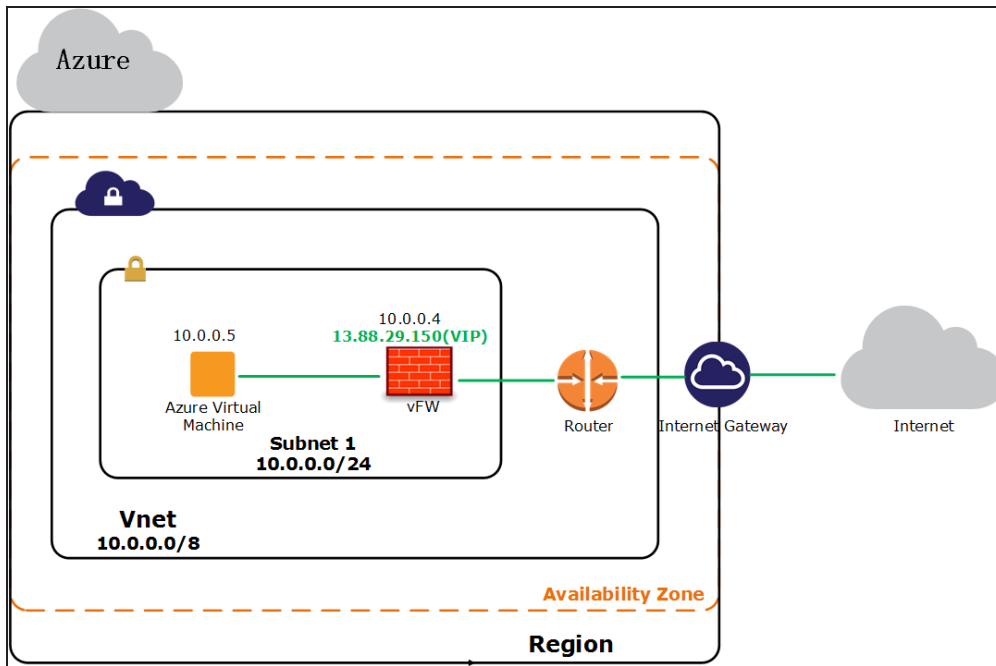 Azure
10.0.0.5
10.0.0.4
13.88.29.150(VIP)
Azure Virtual
Machine
vFW
Router
Internet Gateway
Internet
Subnet 1
10.0.0.0/24
Vnet
10.0.0.0/8
Availability Zone
Region